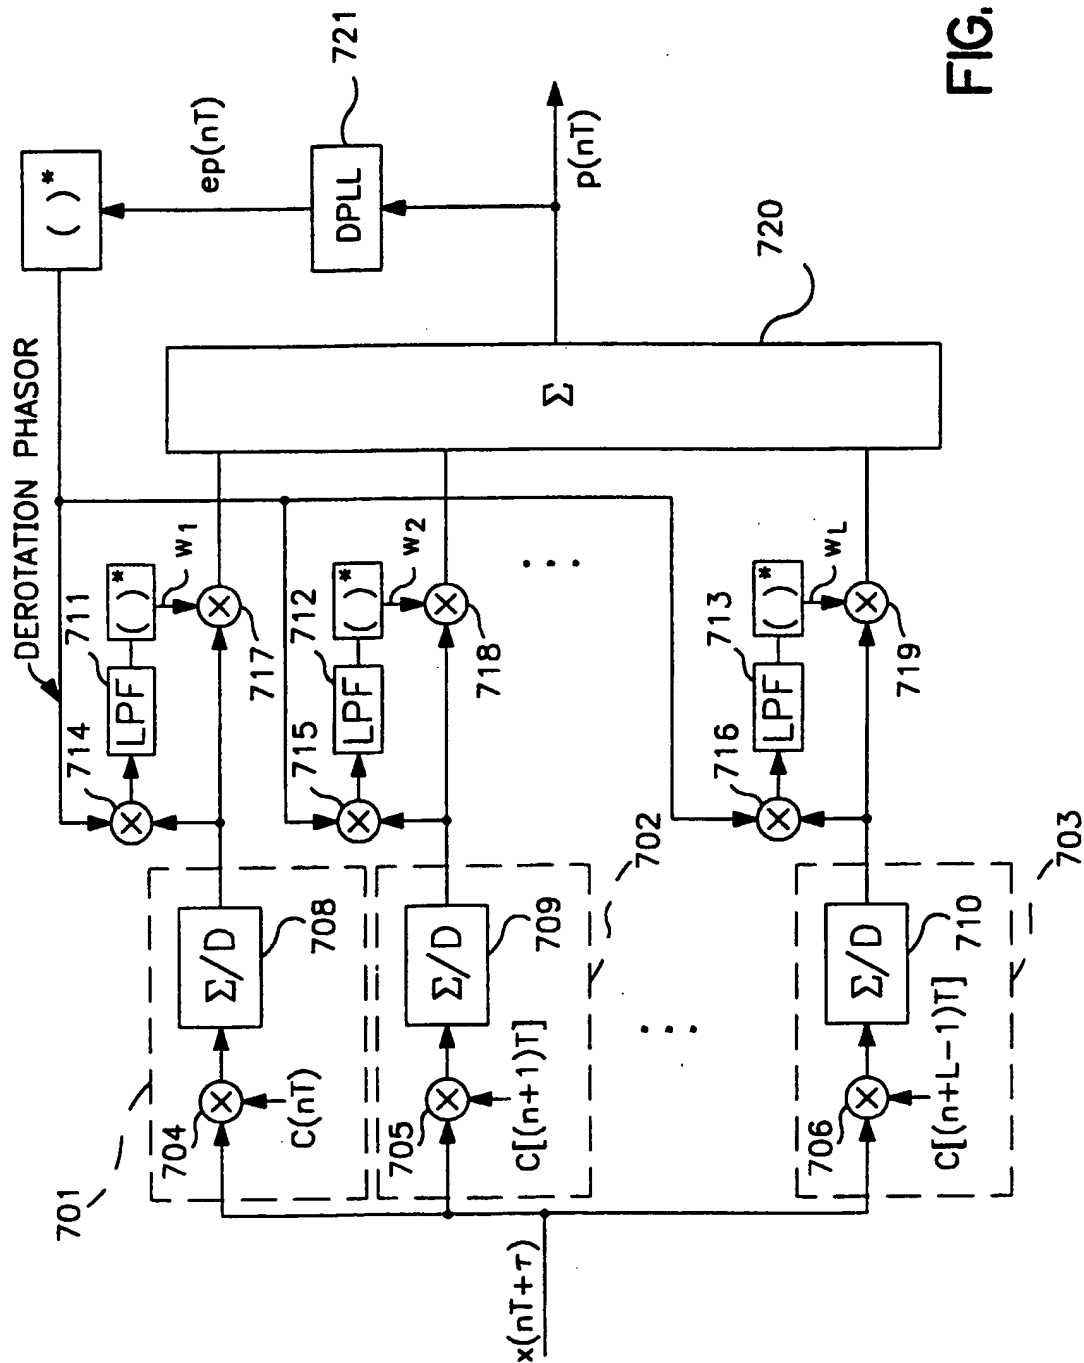 ( )*
ep(nT)
721
DPLL
p(nT)
FIG.
DEROTATION PHASOR
720
Σ
711
w1
( )*
LPF
714
×
×
717
712
w2
( )*
LPF
715
×
×
718
. . .
713
wL
( )*
LPF
716
×
×
719
701
704
×
Σ/D
708
C(nT)
702
705
×
Σ/D
709
C[(n+1)T]
. . .
703
706
×
Σ/D
710
C[(n+L-1)T]
x(nT+τ)